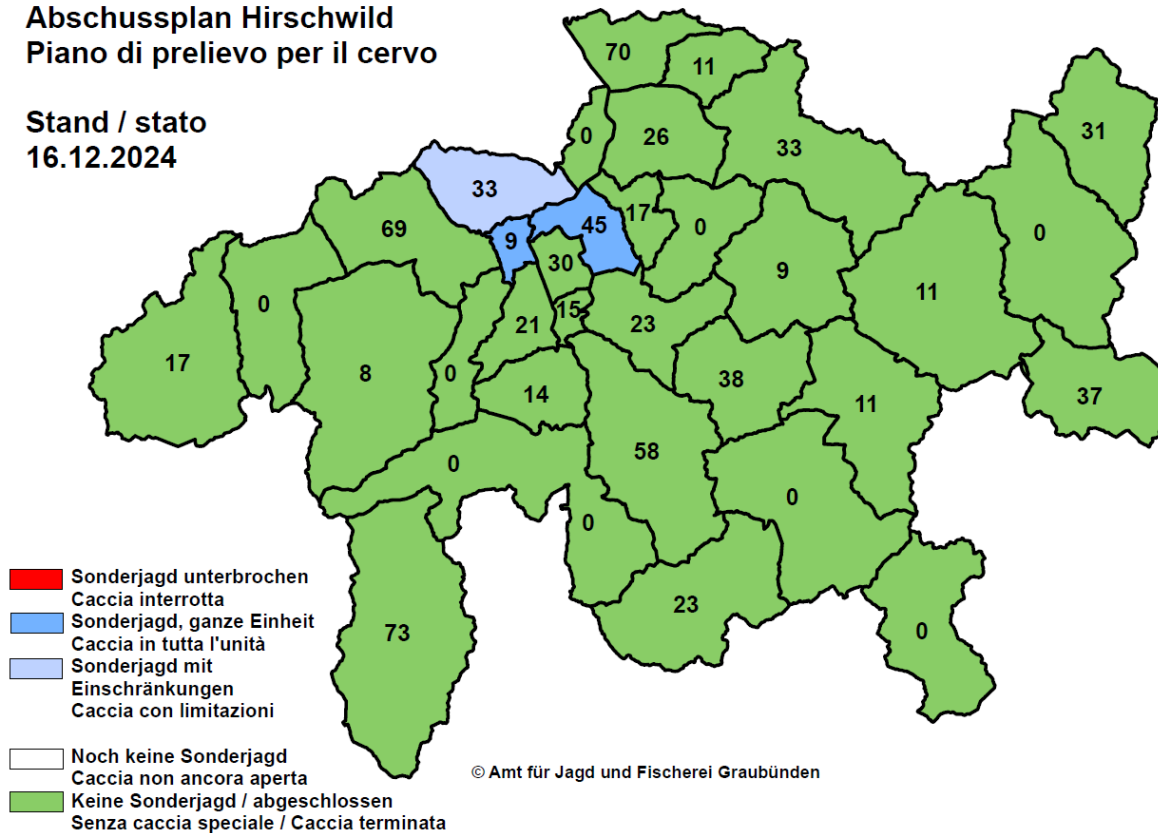 Abschussplan Hirschwild
Piano di prelievo per il cervo
Stand / stato
16.12.2024
70
11
0
26
33
31
33
69
9
45
17
0
0
30
9
0
11
15
21
23
17
8
0
38
37
14
11
0
58
0
0
23
73
0
Sonderjagd unterbrochen
Caccia interrotta
Sonderjagd, ganze Einheit
Caccia in tutta l'unità
Sonderjagd mit
Einschränkungen
Caccia con limitazioni
Noch keine Sonderjagd
Caccia non ancora aperta
Keine Sonderjagd / abgeschlossen
Senza caccia speciale / Caccia terminata
© Amt für Jagd und Fischerei Graubünden